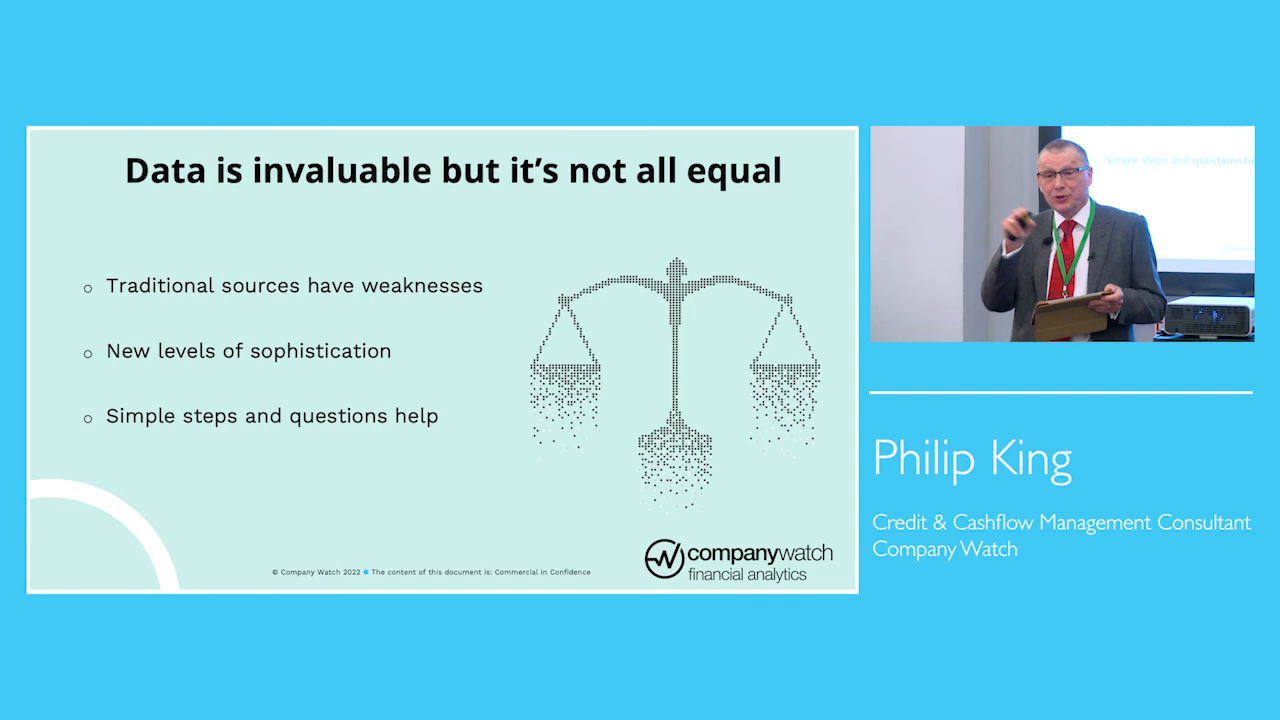 Data is invaluable but it's not all equal
Traditional sources have weaknesses
New levels of sophistication
Simple steps and questions help
© Company Watch 2022 ● The content of this document is: Commercial in Confidence
companywatch
financial analytics
Simple steps and questions he
Philip King
Credit & Cashflow Management Consultant
Company Watch